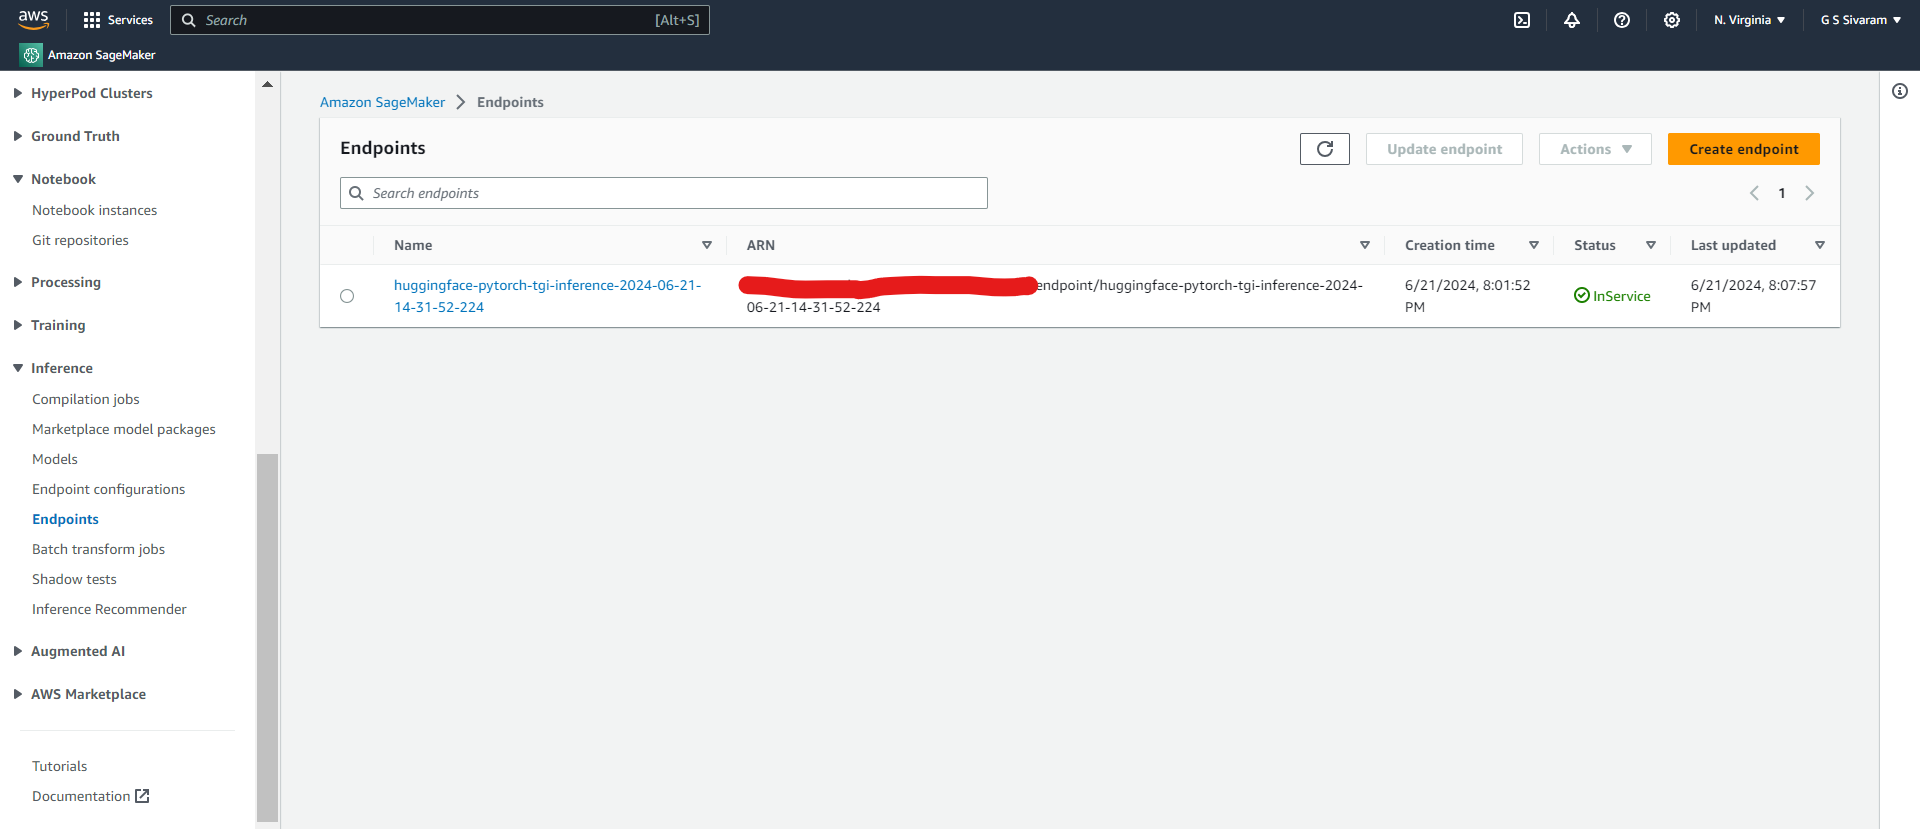 aws
Services
Search [Alt+S]
N. Virginia
G S Sivaram
Amazon SageMaker
HyperPod Clusters
Ground Truth
Notebook
Notebook instances
Git repositories
Processing
Training
Inference
Compilation jobs
Marketplace model packages
Models
Endpoint configurations
Endpoints
Batch transform jobs
Shadow tests
Inference Recommender
Augmented AI
AWS Marketplace
Tutorials
Documentation
Amazon SageMaker > Endpoints
Endpoints
Update endpoint
Actions
Create endpoint
Search endpoints
1
Name
ARN
Creation time
Status
Last updated
huggingface-pytorch-tgi-inference-2024-06-21-
14-31-52-224
endpoint/huggingface-pytorch-tgi-inference-2024-
06-21-14-31-52-224
6/21/2024, 8:01:52
PM
InService
6/21/2024, 8:07:57
PM